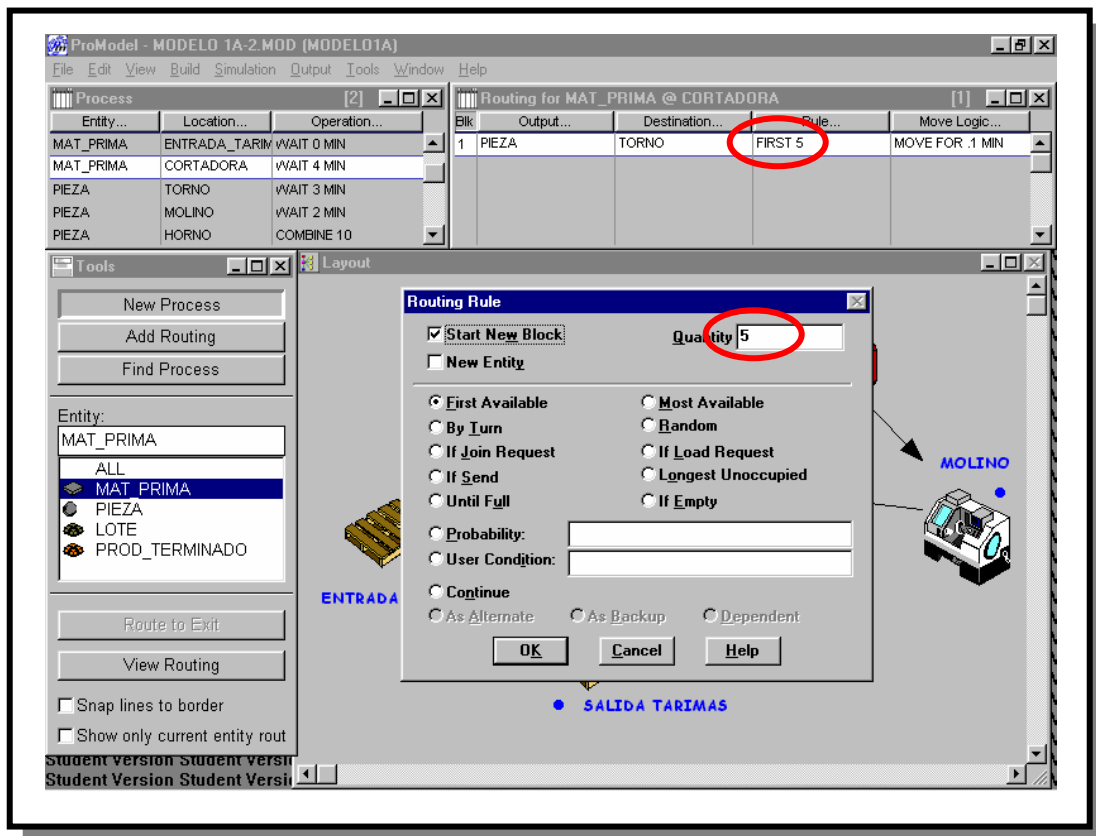 ProModel - MODELO 1A-2.MOD (MODELO1A)
File Edit View Build Simulation Output Tools Window Help
Process [2]
Entity... Location... Operation...
MAT_PRIMA ENTRADA_TARIM WAIT 0 MIN
MAT_PRIMA CORTADORA WAIT 4 MIN
PIEZA TORNO WAIT 3 MIN
PIEZA MOLINO WAIT 2 MIN
PIEZA HORNO COMBINE 10
Routing for MAT_PRIMA @ CORTADORA [1]
Blk Output... Destination... Rule... Move Logic...
1 PIEZA TORNO FIRST 5 MOVE FOR .1 MIN
Tools
New Process
Add Routing
Find Process
Entity:
MAT_PRIMA
ALL
MAT_PRIMA
PIEZA
LOTE
PROD_TERMINADO
Route to Exit
View Routing
Snap lines to border
Show only current entity rout
Student Version Student Versi
Student Version Student Versi
Layout
Routing Rule
Start New Block Quantity 5
New Entity
First Available Most Available
By Turn Random
If Join Request If Load Request
If Send Longest Unoccupied
Until Full If Empty
Probability:
User Condition:
Continue
As Alternate As Backup Dependent
OK Cancel Help
MOLINO
ENTRADA
SALIDA TARIMAS